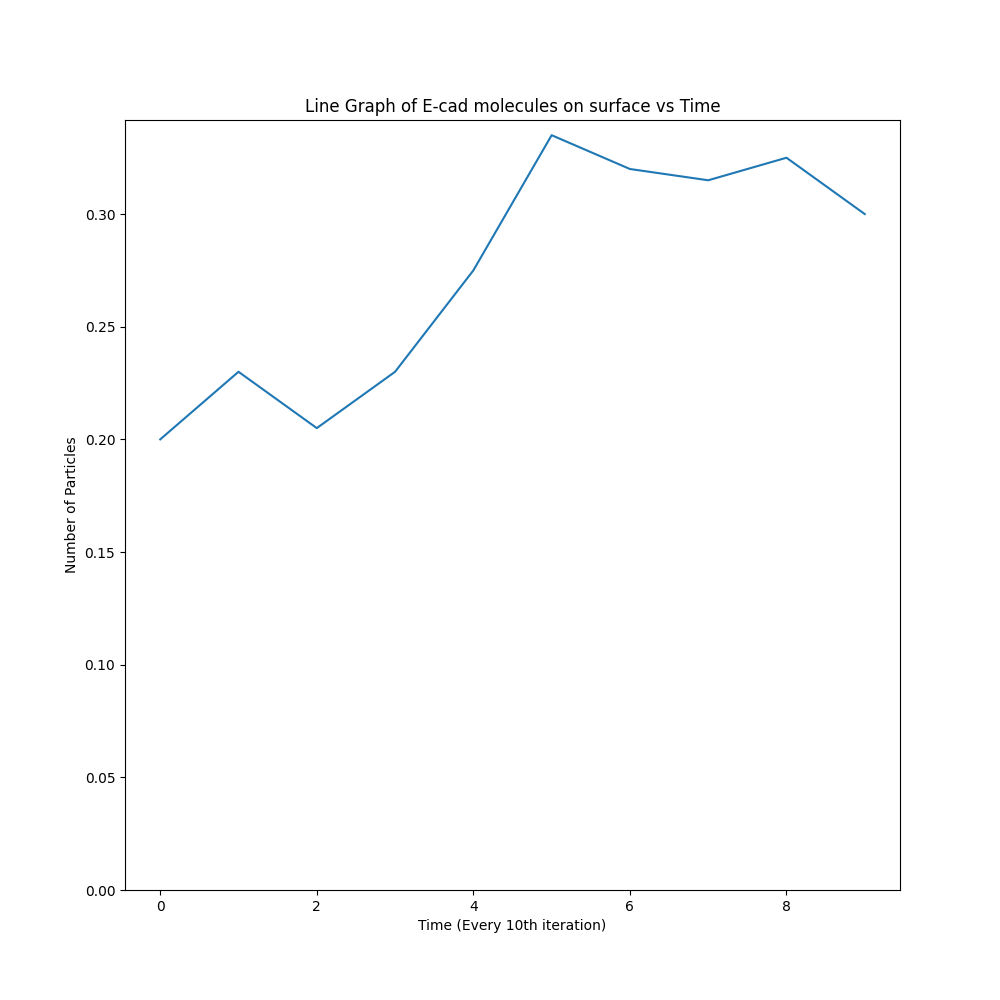 Line Graph of E-cad molecules on surface vs Time
0.30
0.25
0.20
0.15
0.10
0.05
0.00
Number of Particles
0 2 4 6 8
Time (Every 10th iteration)